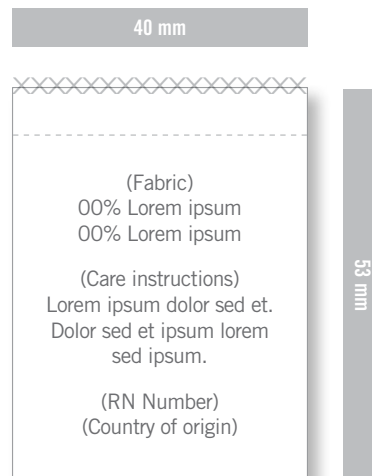 40 mm
(Fabric)
00% Lorem ipsum
00% Lorem ipsum
(Care instructions)
Lorem ipsum dolor sed et.
Dolor sed et ipsum lorem
sed ipsum.
(RN Number)
(Country of origin)
53 mm